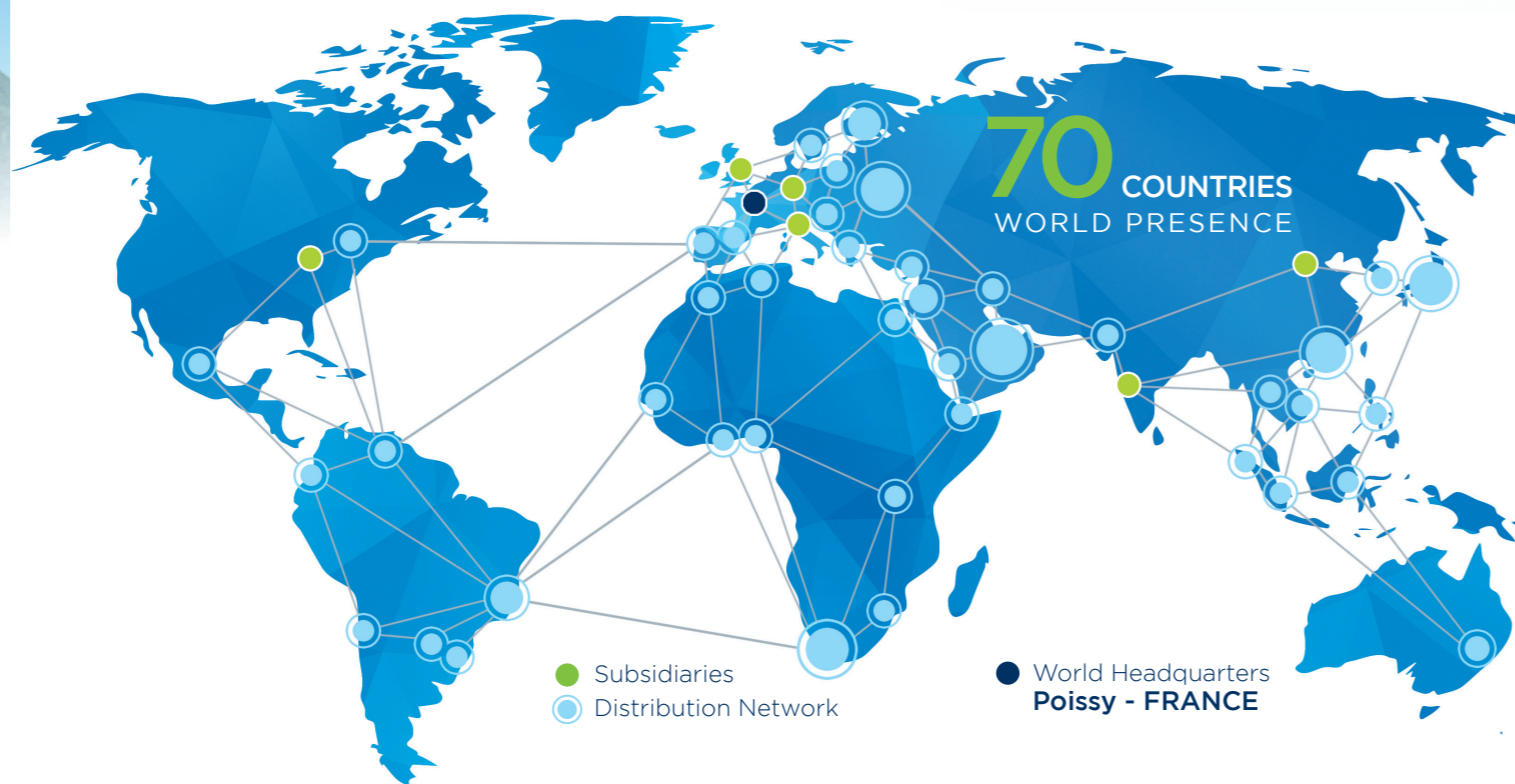 70 COUNTRIES
WORLD PRESENCE
Subsidiaries
Distribution Network
World Headquarters
Poissy - FRANCE